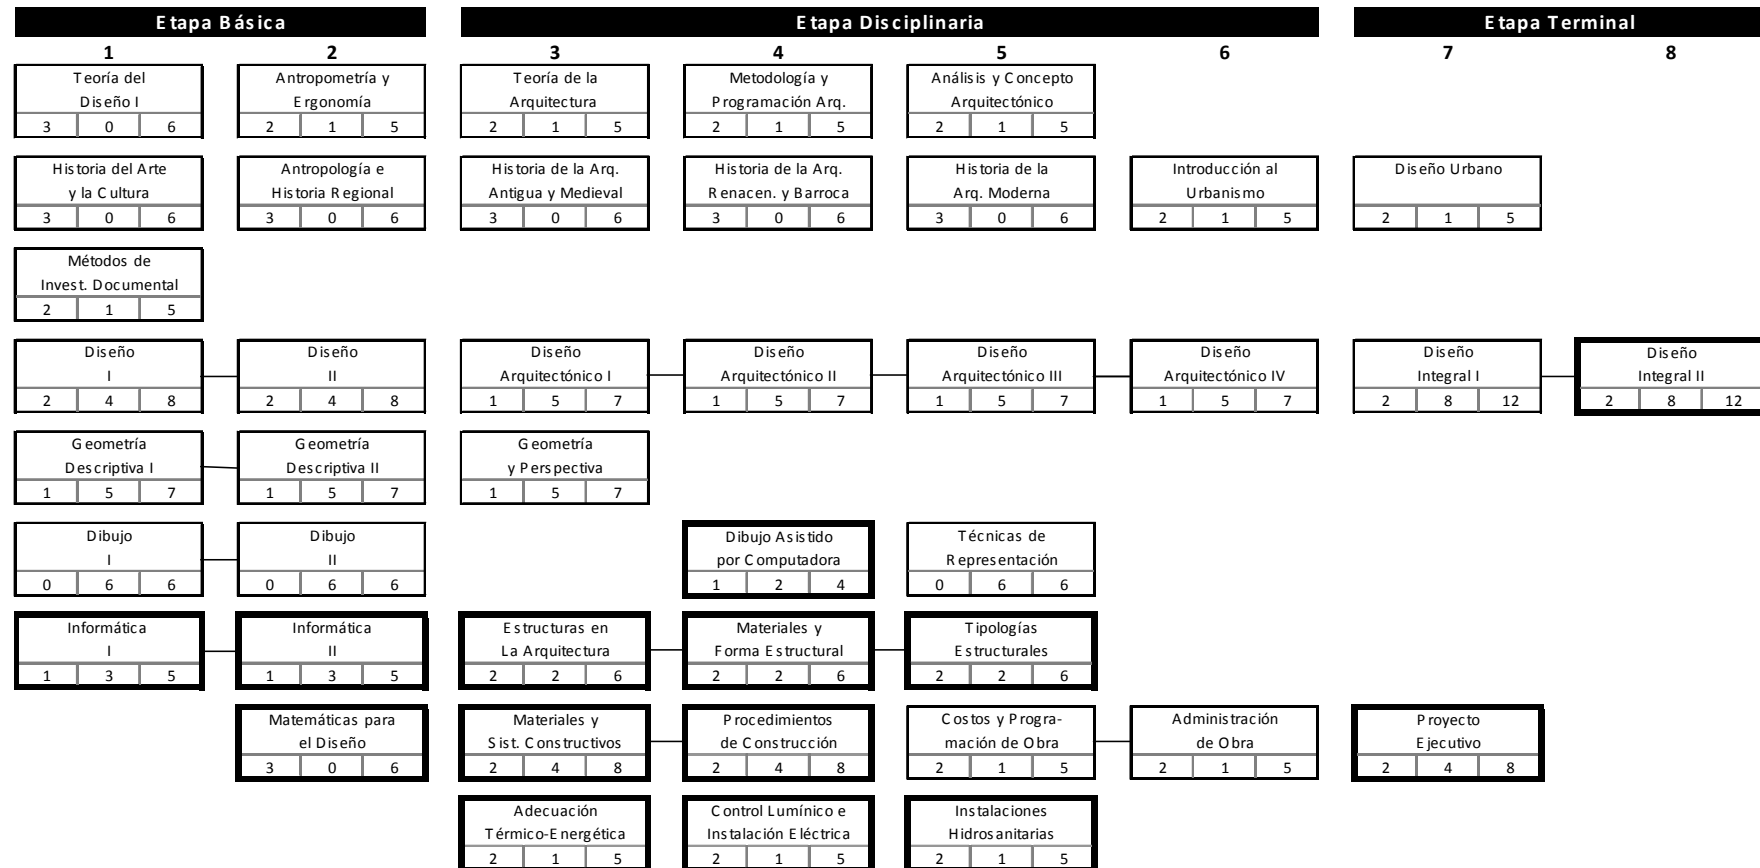 Etapa Básica
Etapa Disciplinaria
Etapa Terminal
1 2 3 4 5 6 7 8
Teoría del
Diseño I
3 0 6
Antropometría y
Ergonomía
2 1 5
Teoría de la
Arquitectura
2 1 5
Metodología y
Programación Arq.
2 1 5
Análisis y Concepto
Arquitectónico
2 1 5
Historia del Arte
y la Cultura
3 0 6
Antropología e
Historia Regional
3 0 6
Historia de la Arq.
Antigua y Medieval
3 0 6
Historia de la Arq.
Renacen. y Barroca
3 0 6
Historia de la
Arq. Moderna
3 0 6
Introducción al
Urbanismo
2 1 5
Diseño Urbano
2 1 5
Métodos de
Invest. Documental
2 1 5
Diseño
I
2 4 8
Diseño
II
2 4 8
Diseño
Arquitectónico I
1 5 7
Diseño
Arquitectónico II
1 5 7
Diseño
Arquitectónico III
1 5 7
Diseño
Arquitectónico IV
1 5 7
Diseño
Integral I
2 8 12
Diseño
Integral II
2 8 12
Geometría
Descriptiva I
1 5 7
Geometría
Descriptiva II
1 5 7
Geometría
y Perspectiva
1 5 7
Dibujo
I
0 6 6
Dibujo
II
0 6 6
Dibujo Asistido
por Computadora
1 2 4
Técnicas de
Representación
0 6 6
Informática
I
1 3 5
Informática
II
1 3 5
Estructuras en
La Arquitectura
2 2 6
Materiales y
Forma Estructural
2 2 6
Tipologías
Estructurales
2 2 6
Matemáticas para
el Diseño
3 0 6
Materiales y
Sist. Constructivos
2 4 8
Procedimientos
de Construcción
2 4 8
Costos y Progra-
mación de Obra
2 1 5
Administración
de Obra
2 1 5
Proyecto
Ejecutivo
2 4 8
Adecuación
Térmico-Energética
2 1 5
Control Lumínico e
Instalación Eléctrica
2 1 5
Instalaciones
Hidrosanitarias
2 1 5